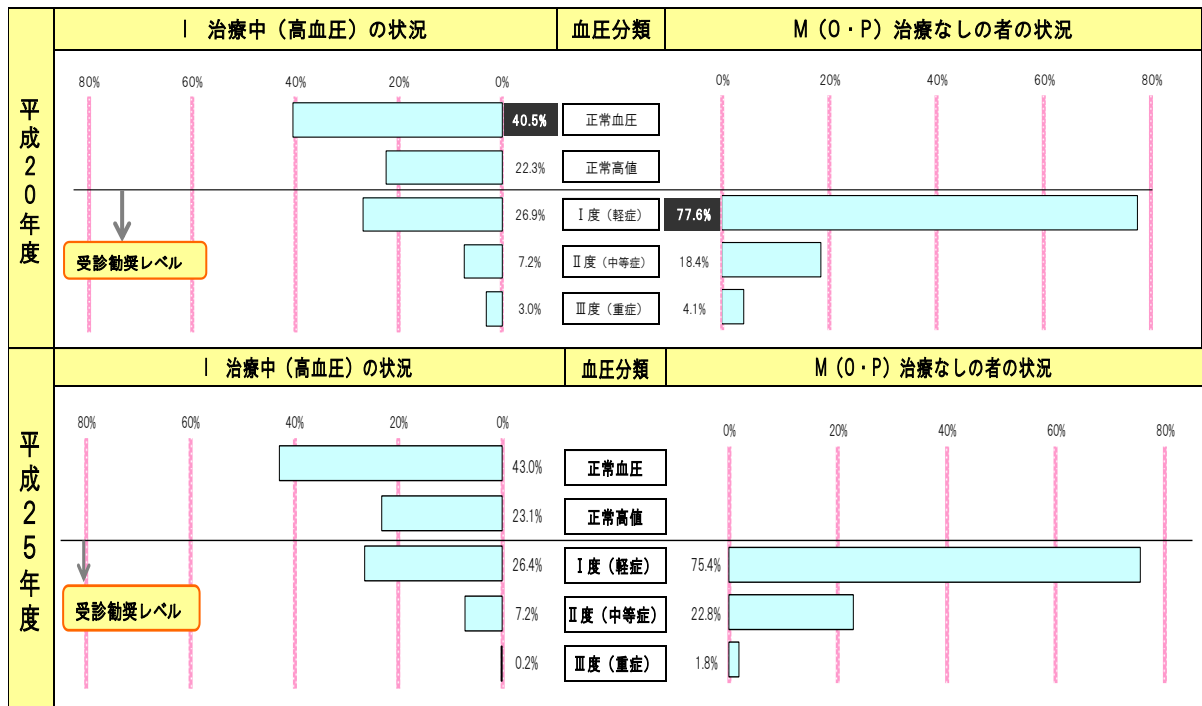 平成20年度
I 治療中（高血圧）の状況
血圧分類
M（O・P）治療なしの者の状況
80% 60% 40% 20% 0%
0% 20% 40% 60% 80%
40.5% 正常血圧
22.3% 正常高値
26.9% Ⅰ度（軽症） 77.6%
受診勧奨レベル
7.2% Ⅱ度（中等症） 18.4%
3.0% Ⅲ度（重症） 4.1%
平成25年度
I 治療中（高血圧）の状況
血圧分類
M（O・P）治療なしの者の状況
80% 60% 40% 20% 0%
0% 20% 40% 60% 80%
43.0% 正常血圧
23.1% 正常高値
26.4% Ⅰ度（軽症） 75.4%
受診勧奨レベル
7.2% Ⅱ度（中等症） 22.8%
0.2% Ⅲ度（重症） 1.8%